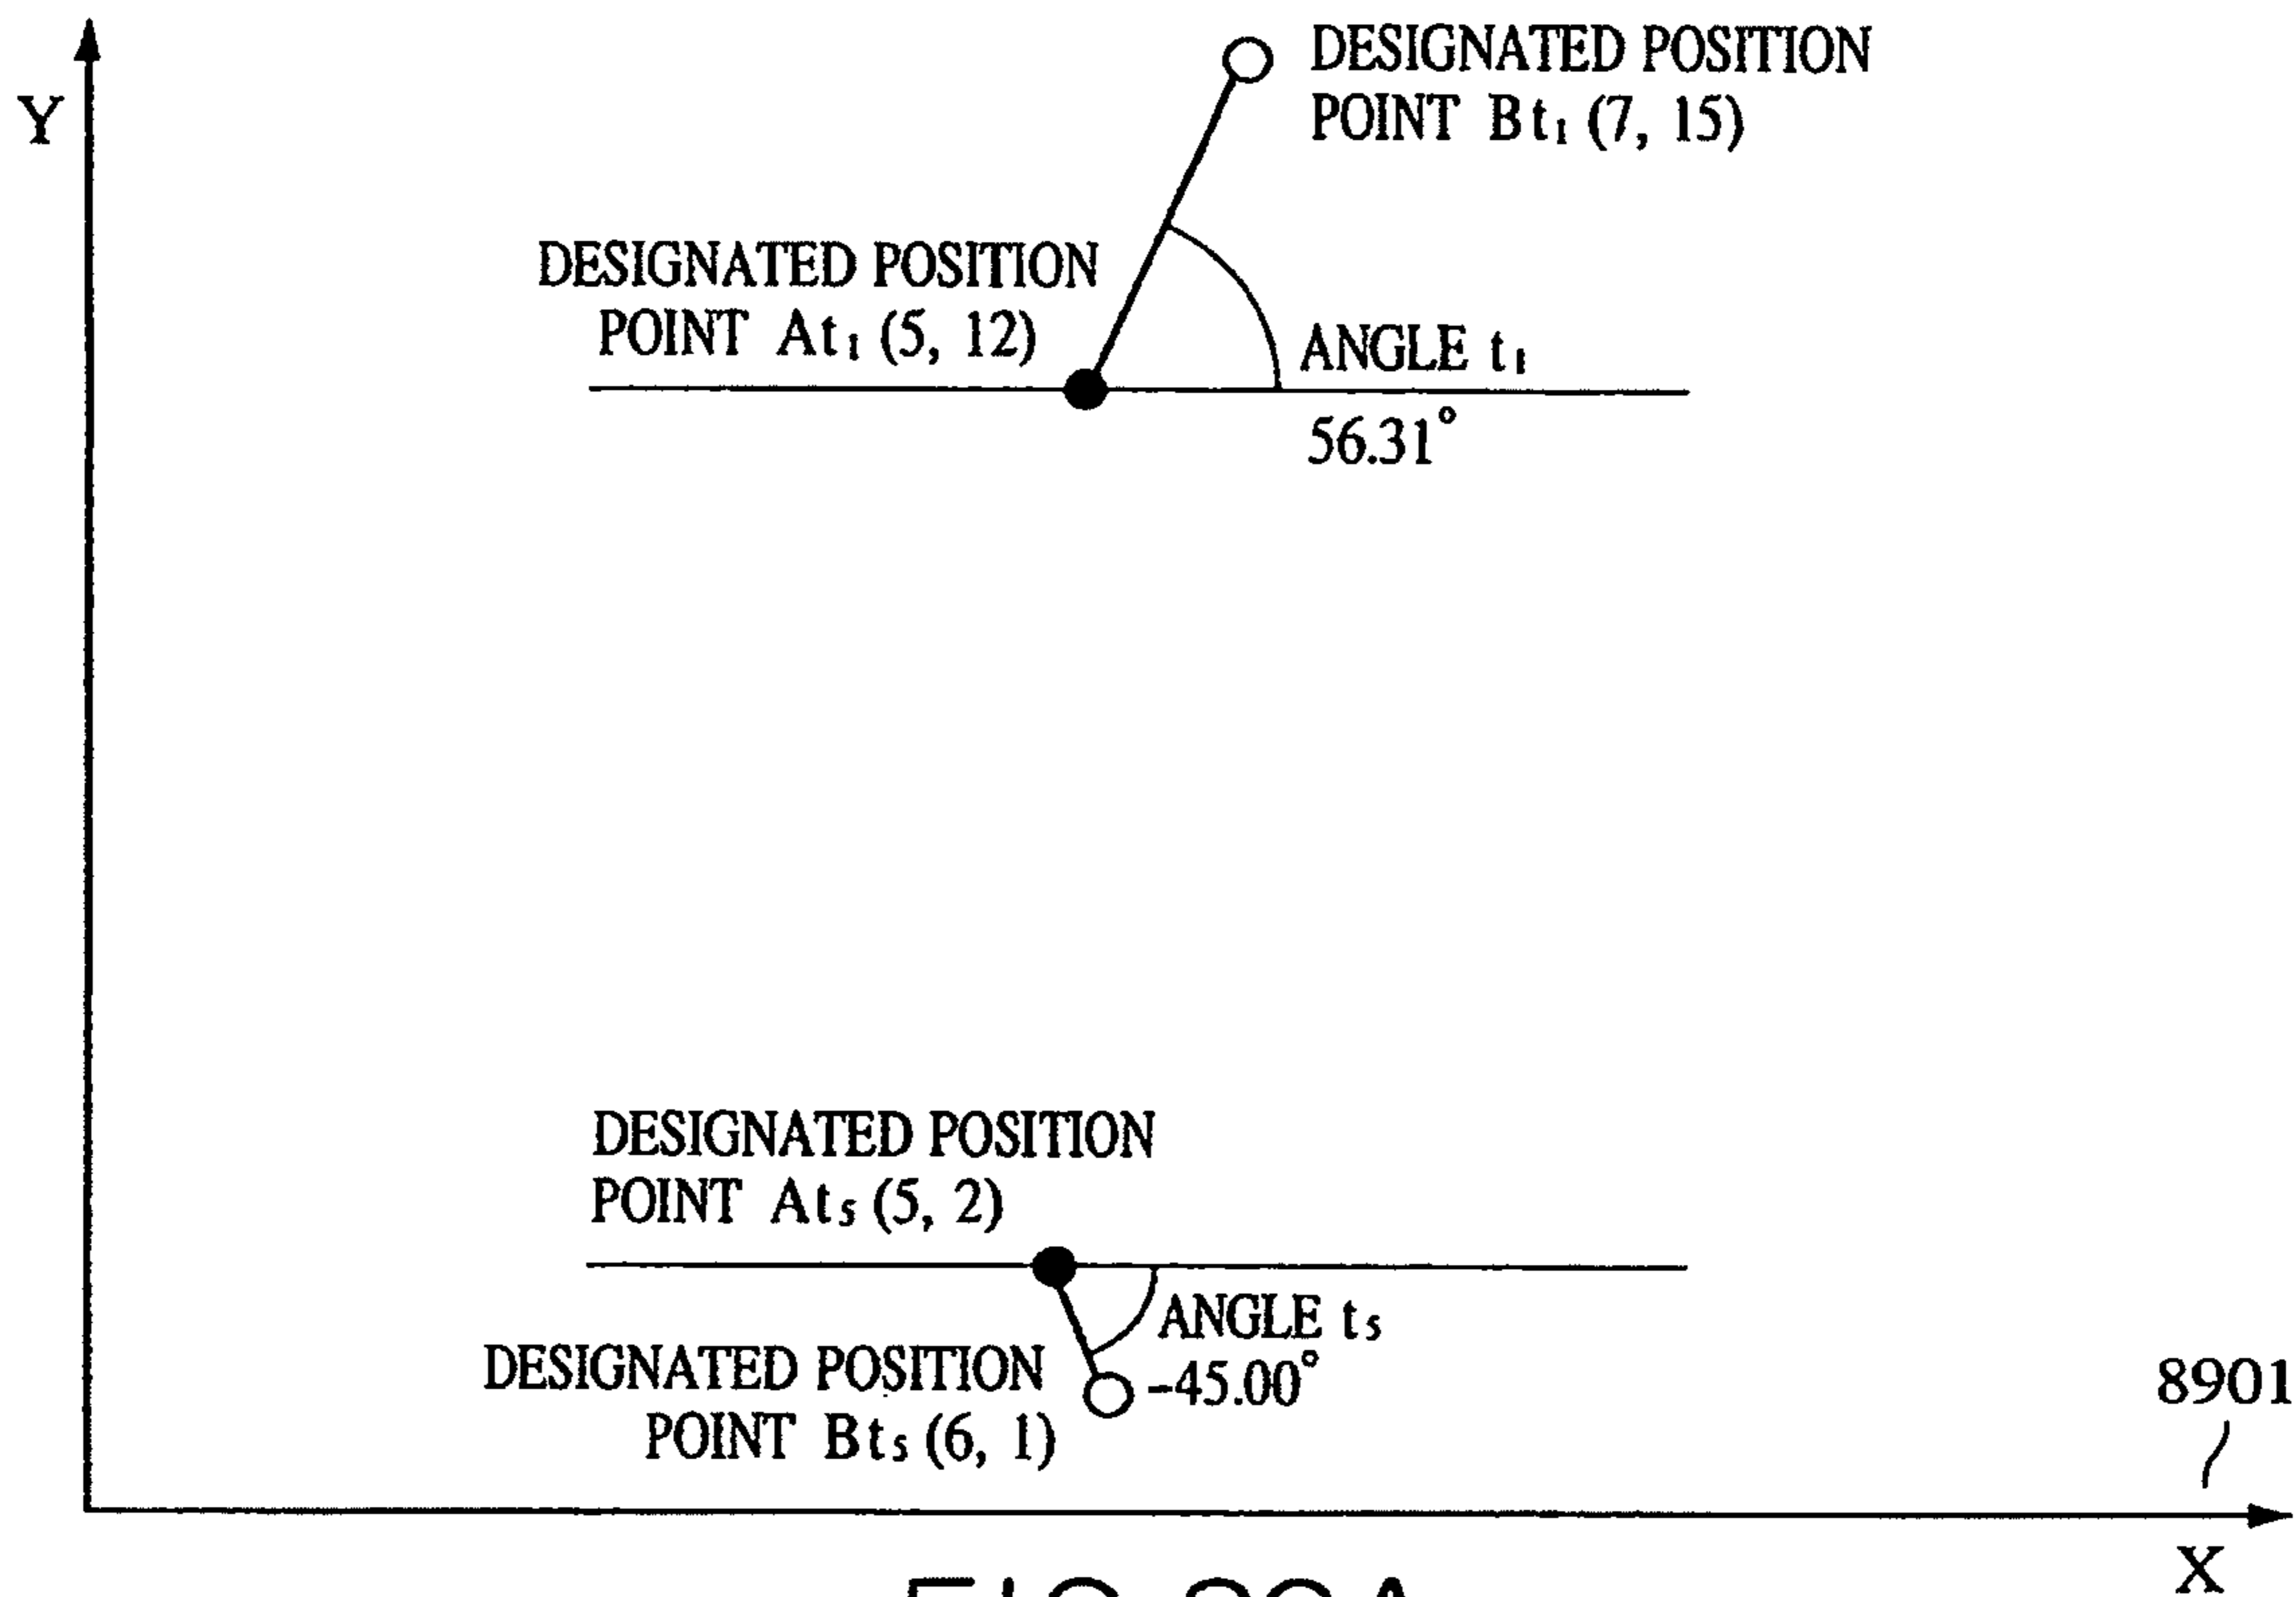 Y
DESIGNATED POSITION
POINT Bt₁ (7, 15)
DESIGNATED POSITION
POINT At₁ (5, 12)
ANGLE t₁
56.31°
DESIGNATED POSITION
POINT At₅ (5, 2)
ANGLE t₅
-45.00°
DESIGNATED POSITION
POINT Bt₅ (6, 1)
8901
X